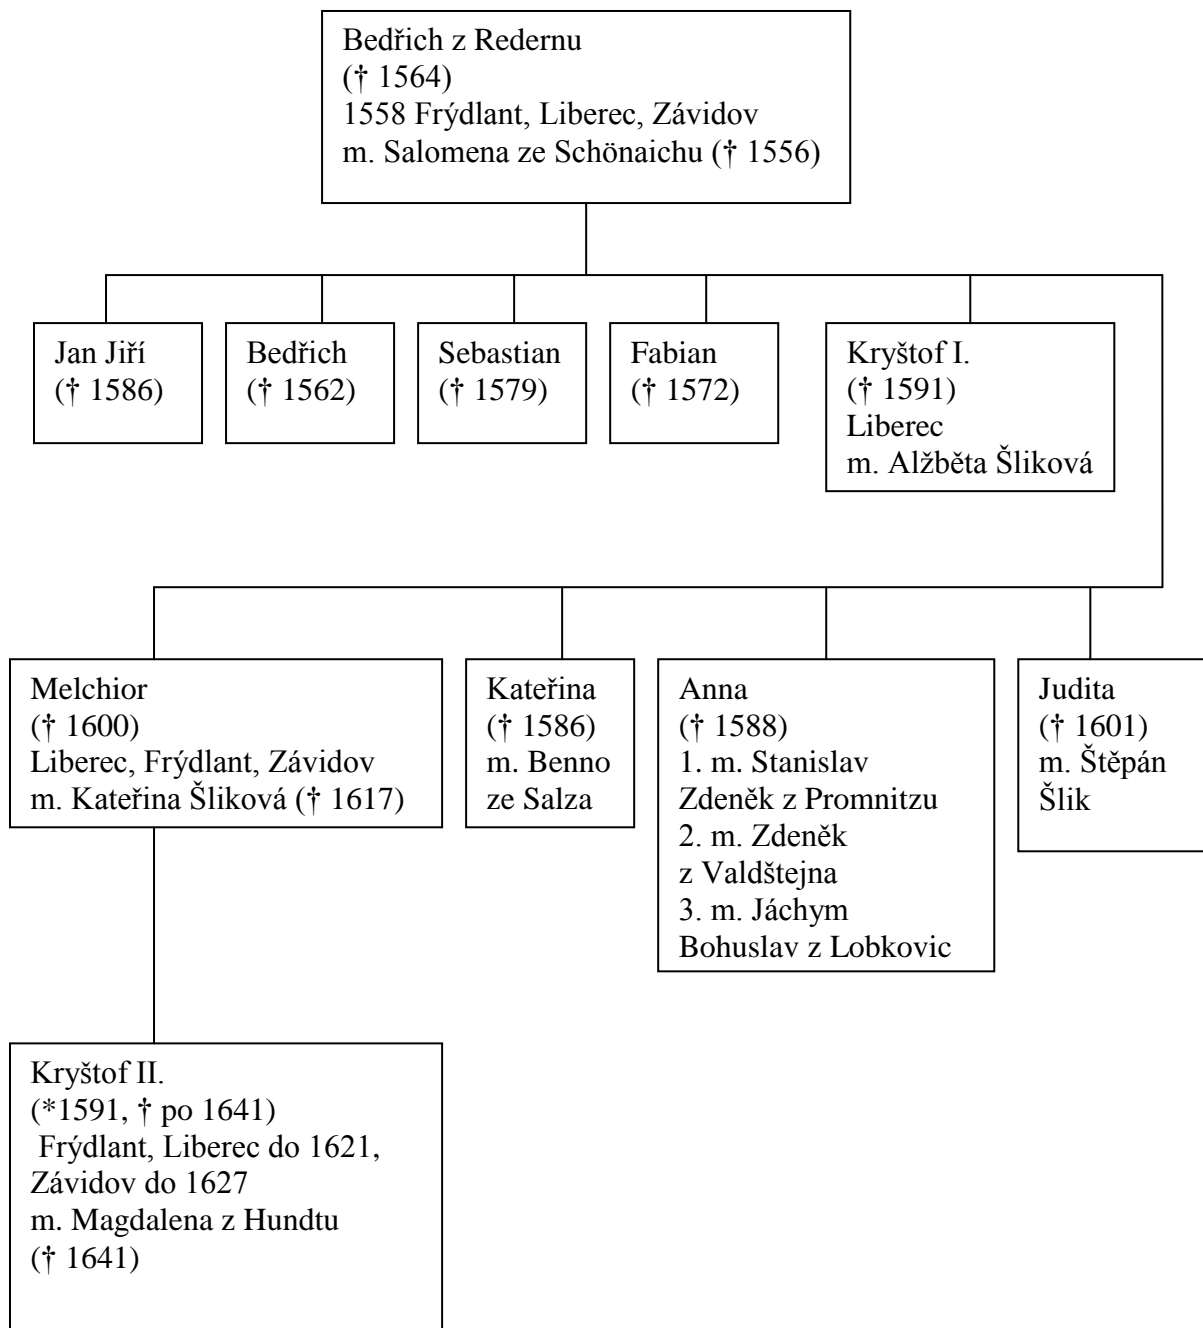 Bedřich z Redernu
(† 1564)
1558 Frýdlant, Liberec, Závidov
m. Salomena ze Schönaichu († 1556)
Jan Jiří
(† 1586)
Bedřich
(† 1562)
Sebastian
(† 1579)
Fabian
(† 1572)
Kryštof I.
(† 1591)
Liberec
m. Alžběta Šliková
Melchior
(† 1600)
Liberec, Frýdlant, Závidov
m. Kateřina Šliková († 1617)
Kateřina
(† 1586)
m. Benno
ze Salza
Anna
(† 1588)
1. m. Stanislav
Zdeněk z Promnitzu
2. m. Zdeněk
z Valdštejna
3. m. Jáchym
Bohuslav z Lobkovic
Judita
(† 1601)
m. Štěpán
Šlik
Kryštof II.
(*1591, † po 1641)
Frýdlant, Liberec do 1621,
Závidov do 1627
m. Magdalena z Hundtu
(† 1641)